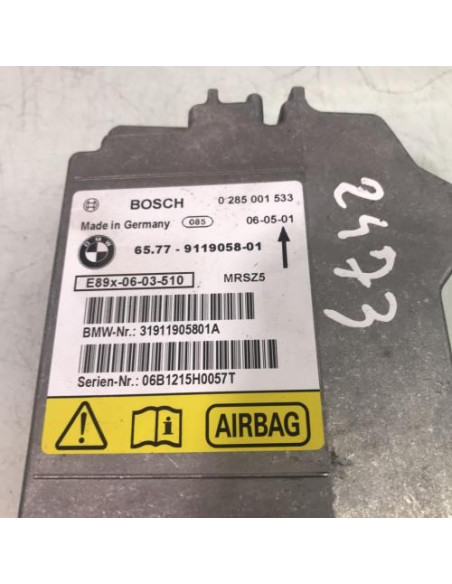 BOSCH 0 285 001 533
Made in Germany 085 06-05-01
BMW 65.77 - 9119058-01
E89x-06-03-510 MRSZ5
BMW-Nr.: 31911905801A
Serien-Nr.: 06B1215H0057T
AIRBAG
2473